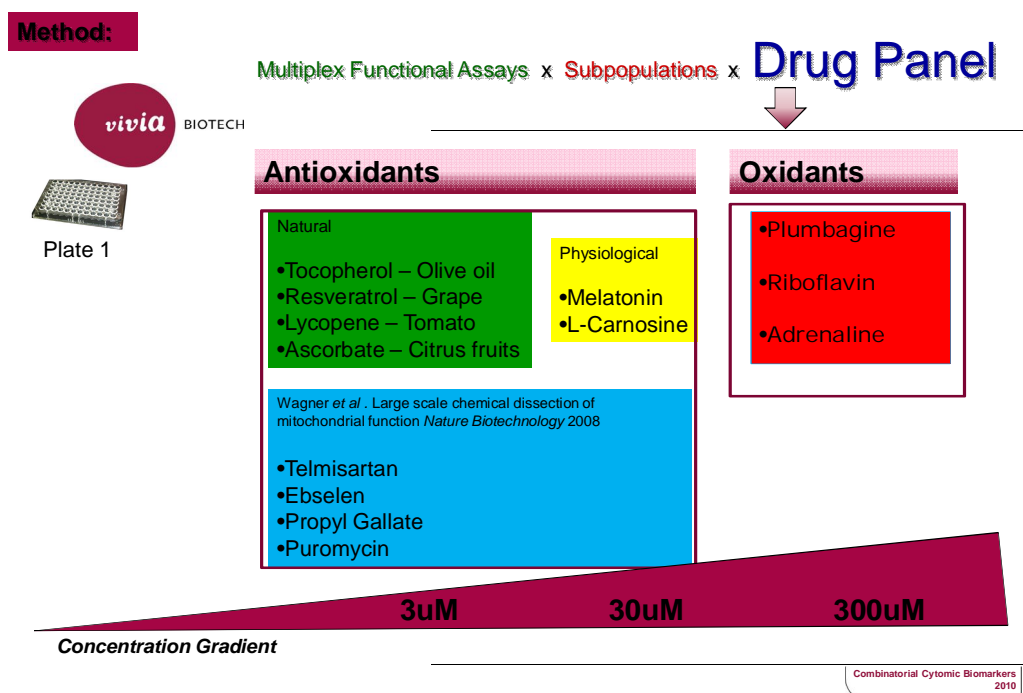 Method:
Multiplex Functional Assays x Subpopulations x Drug Panel
vivia BIOTECH
Plate 1
Antioxidants
Natural
•Tocopherol – Olive oil
•Resveratrol – Grape
•Lycopene – Tomato
•Ascorbate – Citrus fruits
Physiological
•Melatonin
•L-Carnosine
Wagner et al . Large scale chemical dissection of
mitochondrial function Nature Biotechnology 2008
•Telmisartan
•Ebselen
•Propyl Gallate
•Puromycin
Oxidants
•Plumbagine
•Riboflavin
•Adrenaline
3uM 30uM 300uM
Concentration Gradient
Combinatorial Cytomic Biomarkers
2010